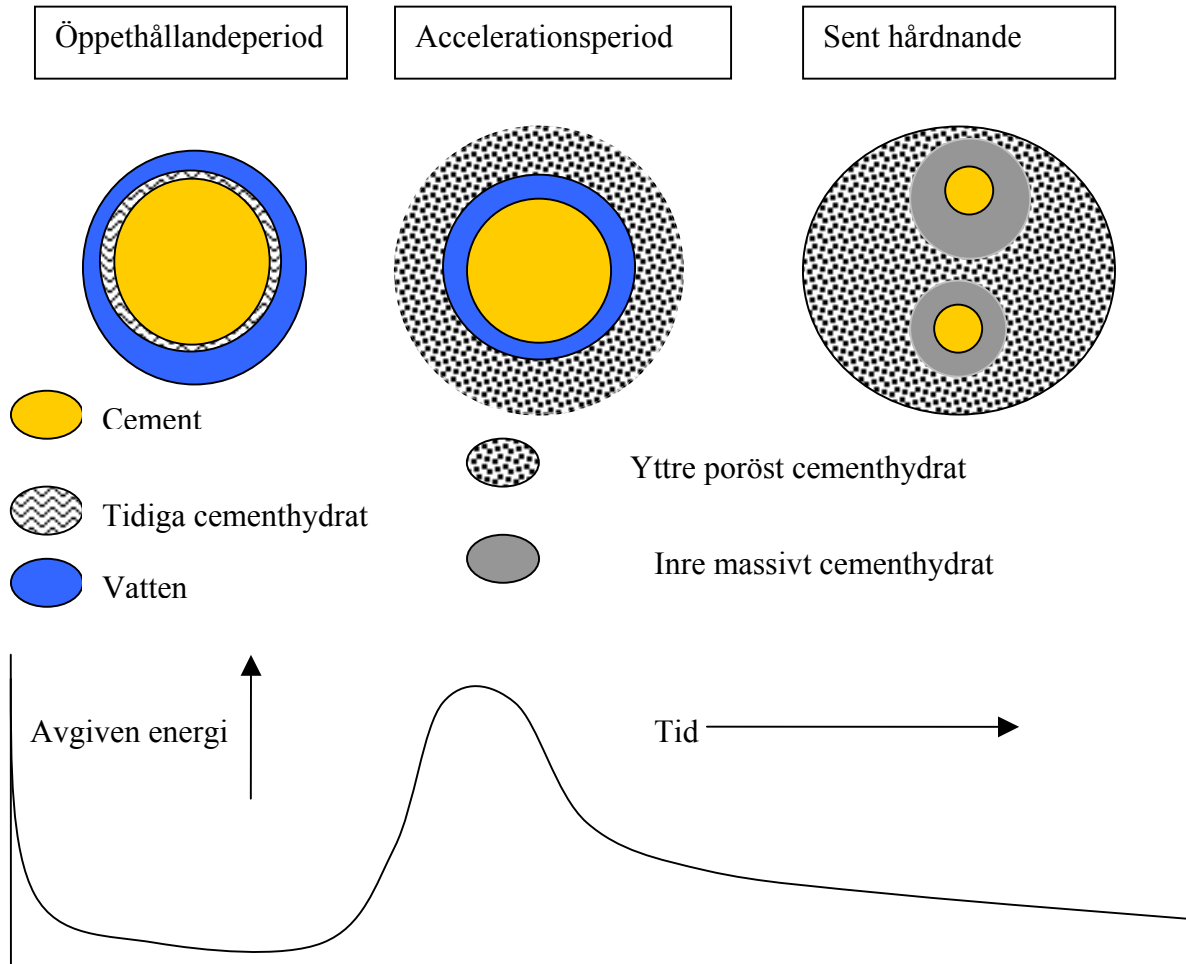 Öppethållandeperiod
Accelerationsperiod
Sent hårdnande
Cement
Tidiga cementhydrat
Vatten
Yttre poröst cementhydrat
Inre massivt cementhydrat
Avgiven energi
Tid